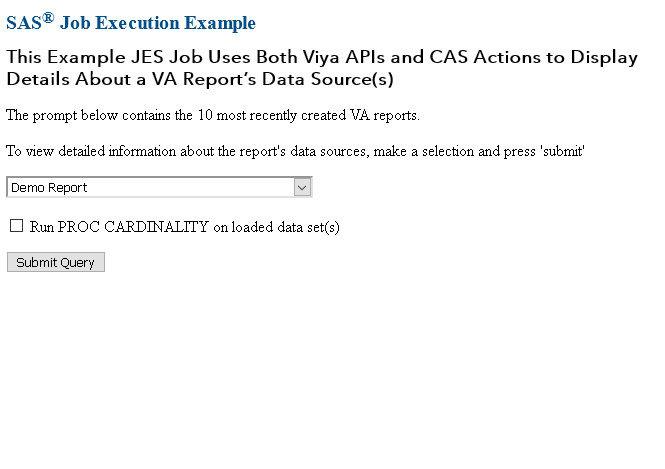 SAS® Job Execution Example
This Example JES Job Uses Both Viya APIs and CAS Actions to Display
Details About a VA Report’s Data Source(s)
The prompt below contains the 10 most recently created VA reports.
To view detailed information about the report's data sources, make a selection and press 'submit'
Demo Report
Run PROC CARDINALITY on loaded data set(s)
Submit Query